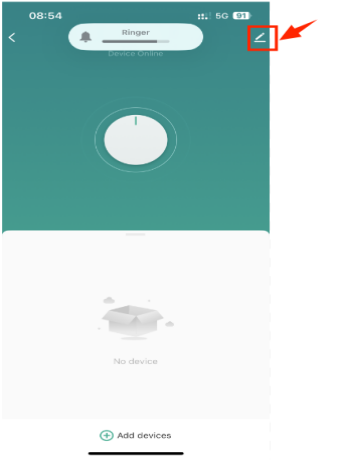 08:54
5G 91
Ringer
Device Online
No device
Add devices